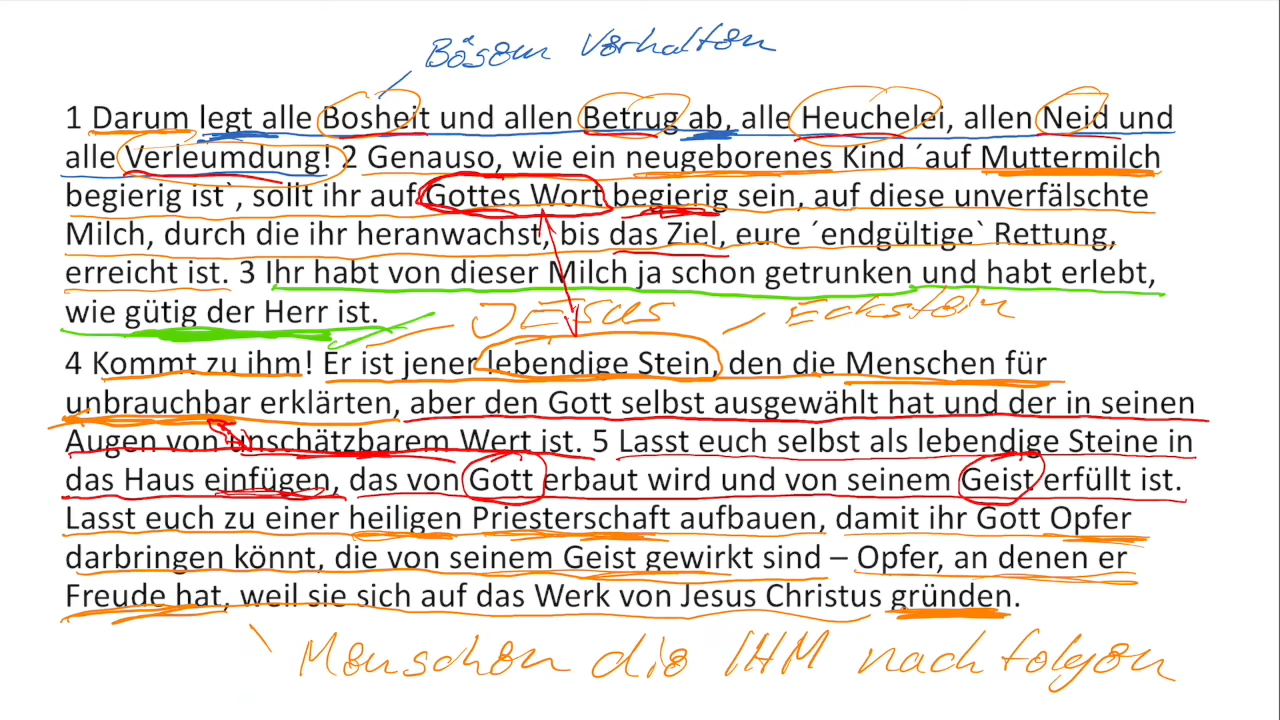 Bösem Verhalten
1 Darum legt alle Bosheit und allen Betrug ab, alle Heuchelei, allen Neid und
alle Verleumdung! 2 Genauso, wie ein neugeborenes Kind ´auf Muttermilch
begierig ist`, sollt ihr auf Gottes Wort begierig sein, auf diese unverfälschte
Milch, durch die ihr heranwachst, bis das Ziel, eure ´endgültige` Rettung,
erreicht ist. 3 Ihr habt von dieser Milch ja schon getrunken und habt erlebt,
wie gütig der Herr ist.
JESUS Eckstein
4 Kommt zu ihm! Er ist jener lebendige Stein, den die Menschen für
unbrauchbar erklärten, aber den Gott selbst ausgewählt hat und der in seinen
Augen von unschätzbarem Wert ist. 5 Lasst euch selbst als lebendige Steine in
das Haus einfügen, das von Gott erbaut wird und von seinem Geist erfüllt ist.
Lasst euch zu einer heiligen Priesterschaft aufbauen, damit ihr Gott Opfer
darbringen könnt, die von seinem Geist gewirkt sind – Opfer, an denen er
Freude hat, weil sie sich auf das Werk von Jesus Christus gründen.
Menschen die IHM nachfolgen